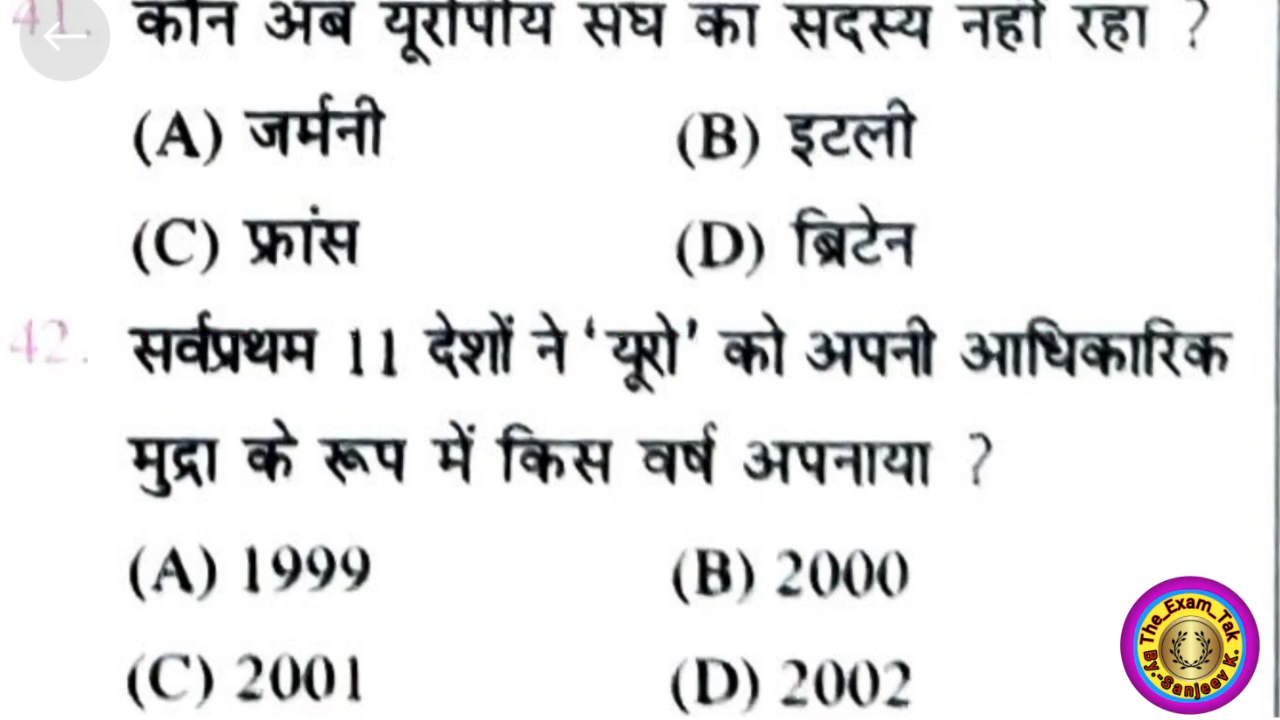 41. कौन अब यूरोपीय संघ का सदस्य नहीं रहा ?
(A) जर्मनी (B) इटली
(C) फ्रांस (D) ब्रिटेन
42. सर्वप्रथम 11 देशों ने ‘यूरो’ को अपनी आधिकारिक
मुद्रा के रूप में किस वर्ष अपनाया ?
(A) 1999 (B) 2000
(C) 2001 (D) 2002
The_Exam_Tak
By:-Sanjeev K.